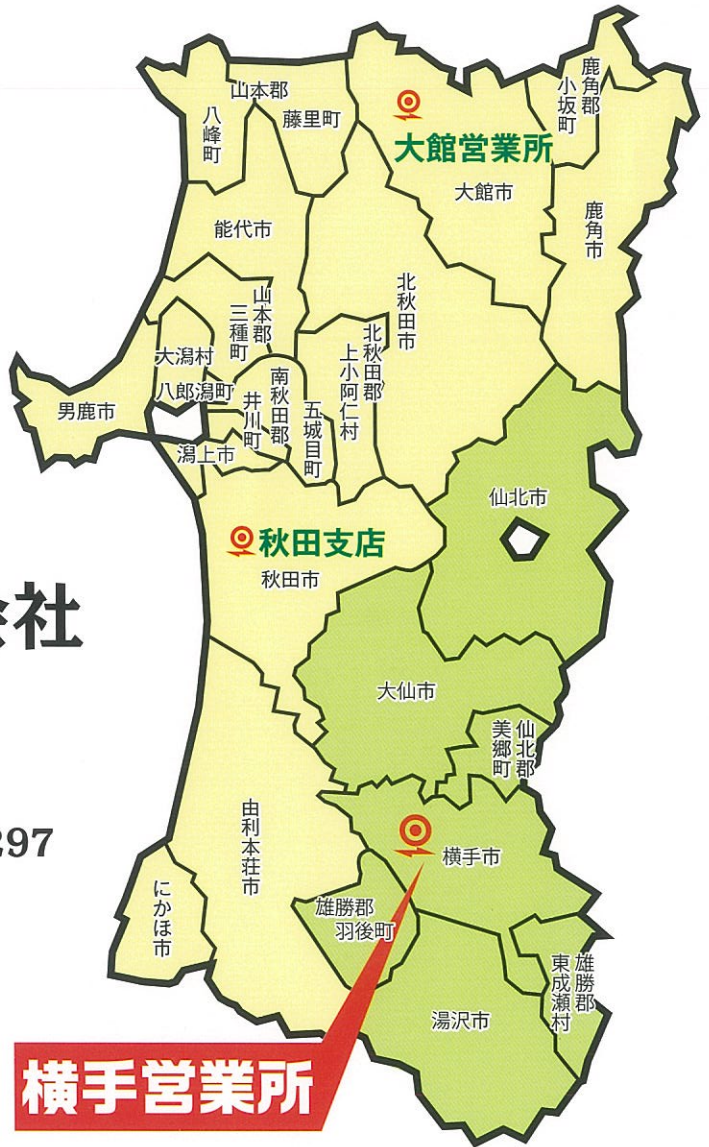 山本郡
八峰町
藤里町
大館営業所
大館市
鹿角郡
小坂町
鹿角市
能代市
北秋田市
山本郡
三種町
大潟村
八郎潟町
男鹿市
潟上市
南秋田郡
井川町
五城目町
北秋田郡
上小阿仁村
仙北市
秋田支店
秋田市
会社
大仙市
仙北郡
美郷町
297
由利本荘市
にかほ市
横手市
雄勝郡
羽後町
湯沢市
雄勝郡
東成瀬村
横手営業所